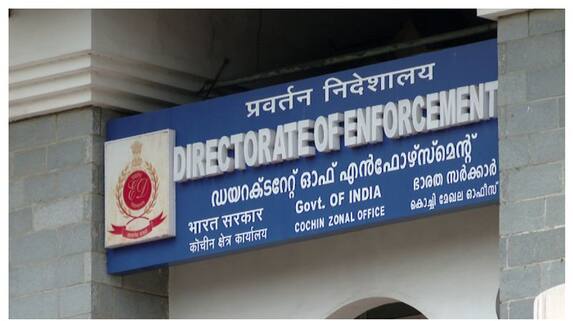 प्रवर्तन निदेशालय
DIRECTORATE OF ENFORCEMENT
ഡയറക്ടറേറ്റ് ഓഫ് എൻഫോഴ്സ്മെന്റ്
भारत सरकार
Govt. OF INDIA
ഭാരത സർക്കാർ
कोचीन क्षेत्र कार्यालय
COCHIN ZONAL OFFICE
കൊച്ചി മേഖല ഓഫീസ്
ED